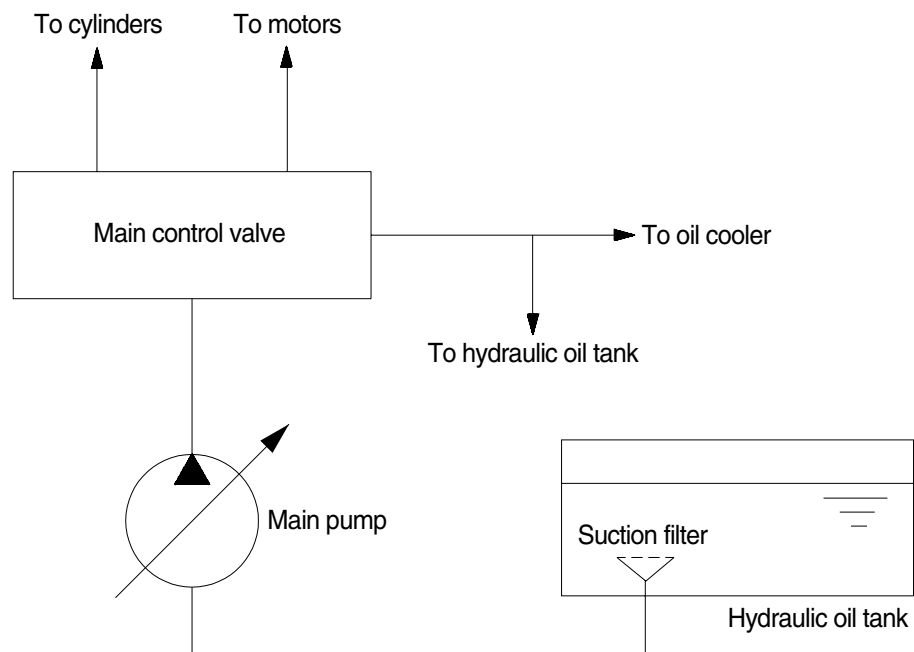 To cylinders
To motors
Main control valve
To oil cooler
To hydraulic oil tank
Main pump
Suction filter
Hydraulic oil tank